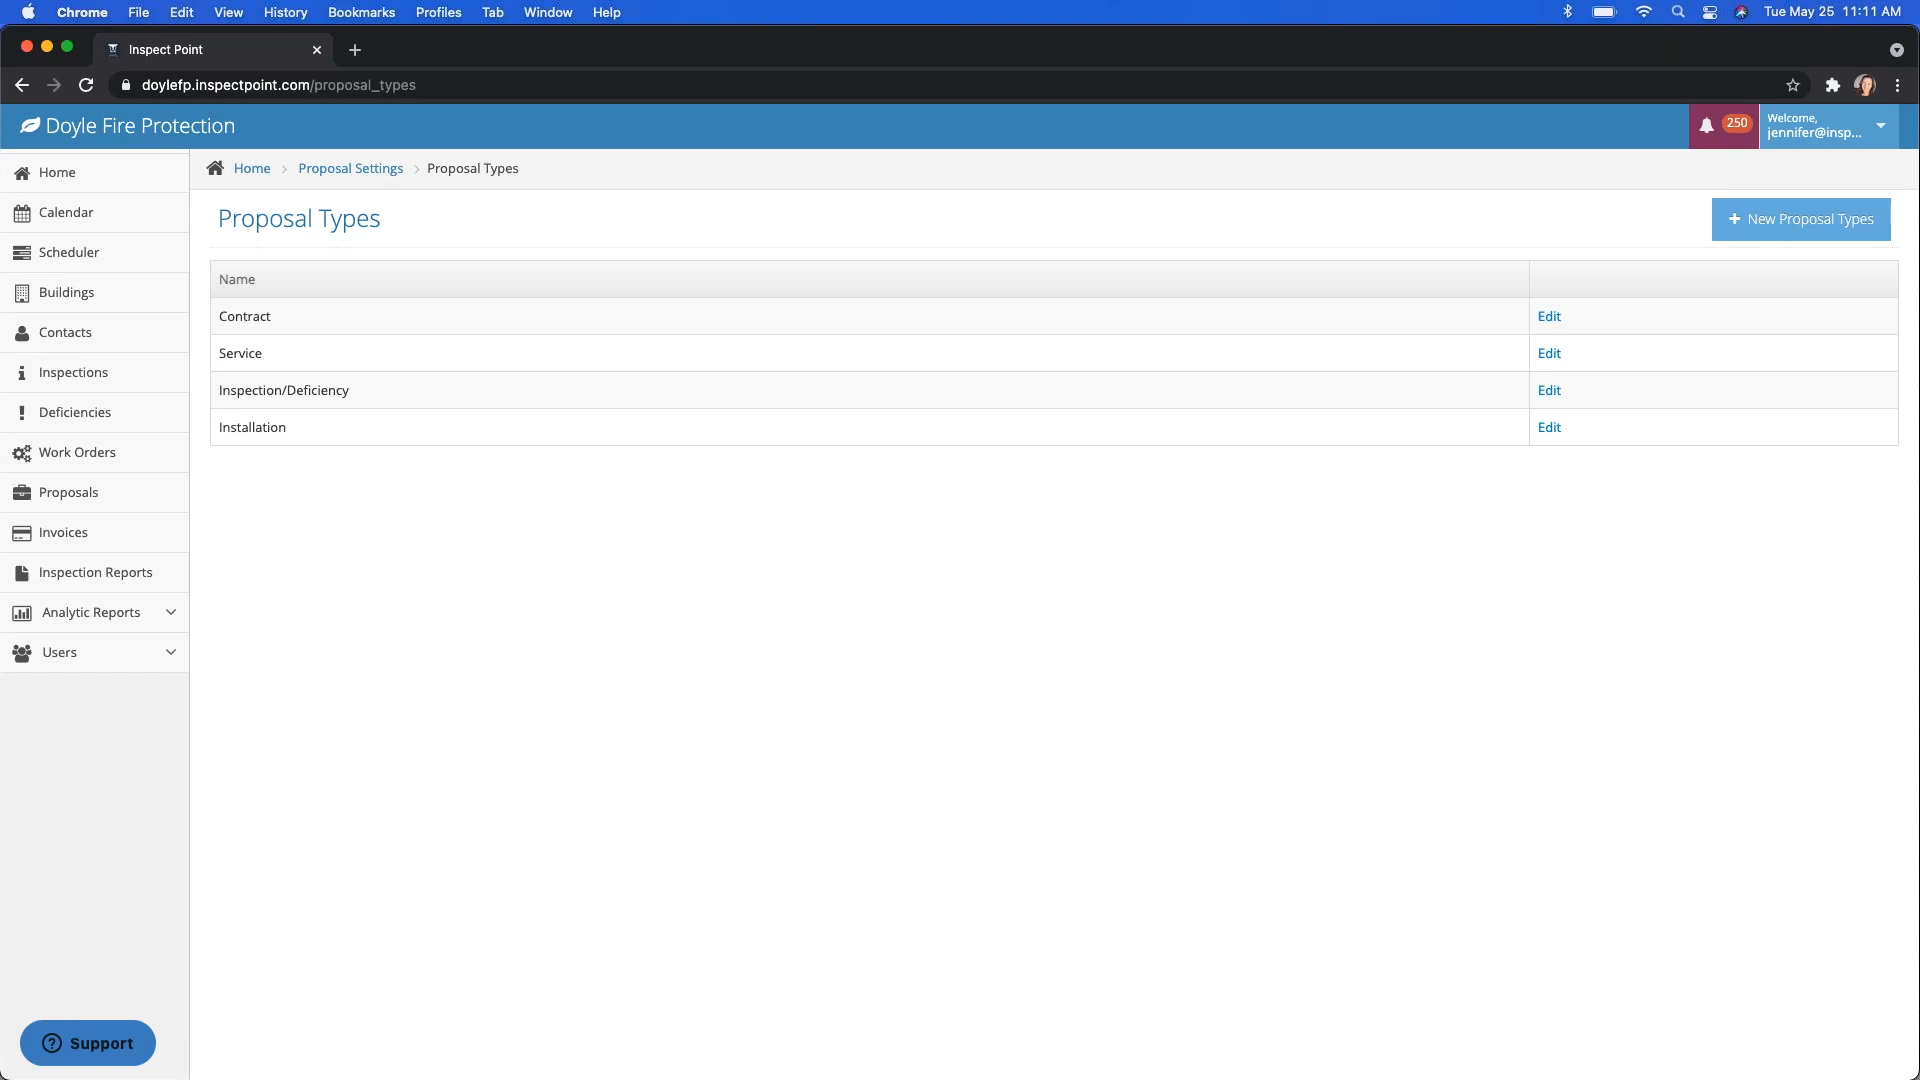 Chrome File Edit View History Bookmarks Profiles Tab Window Help Tue May 25 11:11 AM
Inspect Point
doylefp.inspectpoint.com/proposal_types
Doyle Fire Protection
250
Welcome,
jennifer@insp...
Home
Calendar
Scheduler
Buildings
Contacts
Inspections
Deficiencies
Work Orders
Proposals
Invoices
Inspection Reports
Analytic Reports
Users
Support
Home > Proposal Settings > Proposal Types
Proposal Types
+ New Proposal Types
Name
Contract Edit
Service Edit
Inspection/Deficiency Edit
Installation Edit